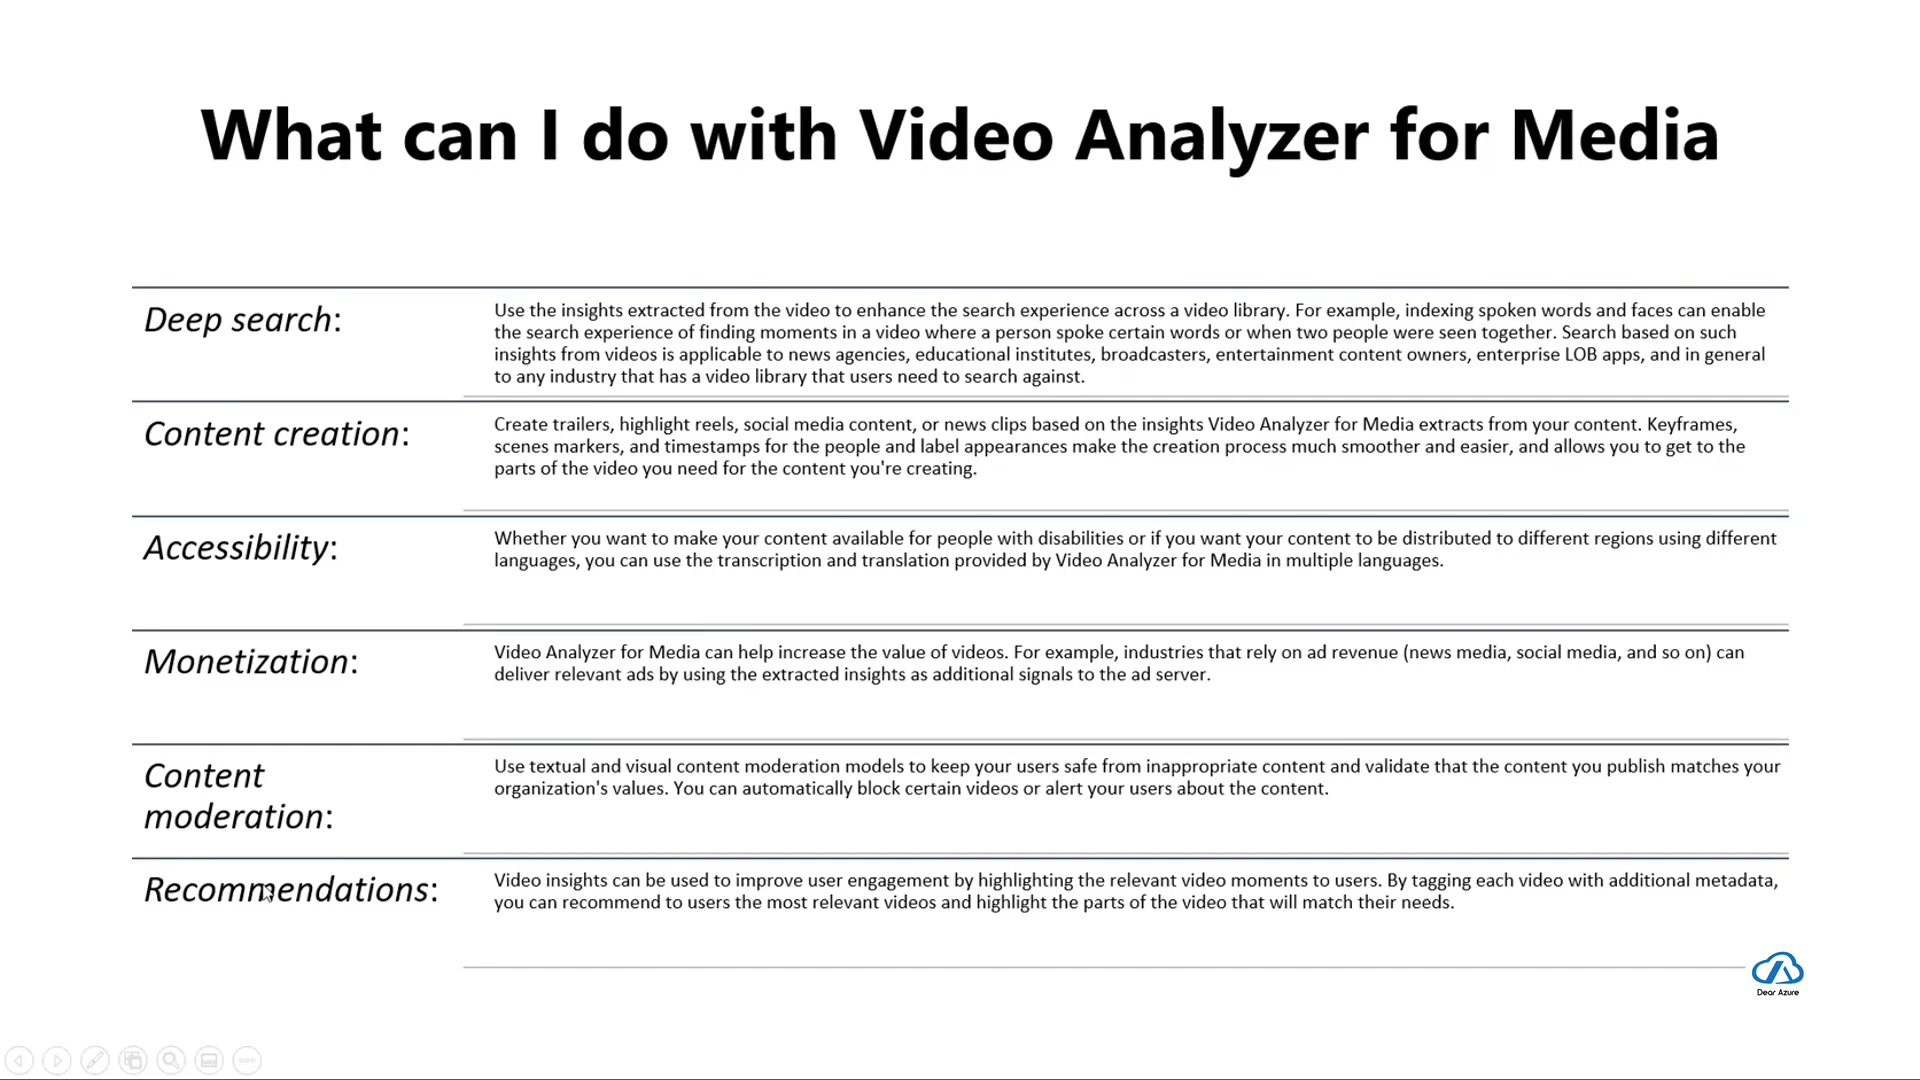 What can I do with Video Analyzer for Media
Deep search:
Use the insights extracted from the video to enhance the search experience across a video library. For example, indexing spoken words and faces can enable
the search experience of finding moments in a video where a person spoke certain words or when two people were seen together. Search based on such
insights from videos is applicable to news agencies, educational institutes, broadcasters, entertainment content owners, enterprise LOB apps, and in general
to any industry that has a video library that users need to search against.
Content creation:
Create trailers, highlight reels, social media content, or news clips based on the insights Video Analyzer for Media extracts from your content. Keyframes,
scenes markers, and timestamps for the people and label appearances make the creation process much smoother and easier, and allows you to get to the
parts of the video you need for the content you're creating.
Accessibility:
Whether you want to make your content available for people with disabilities or if you want your content to be distributed to different regions using different
languages, you can use the transcription and translation provided by Video Analyzer for Media in multiple languages.
Monetization:
Video Analyzer for Media can help increase the value of videos. For example, industries that rely on ad revenue (news media, social media, and so on) can
deliver relevant ads by using the extracted insights as additional signals to the ad server.
Content
moderation:
Use textual and visual content moderation models to keep your users safe from inappropriate content and validate that the content you publish matches your
organization's values. You can automatically block certain videos or alert your users about the content.
Recommendations:
Video insights can be used to improve user engagement by highlighting the relevant video moments to users. By tagging each video with additional metadata,
you can recommend to users the most relevant videos and highlight the parts of the video that will match their needs.
Dear Azure